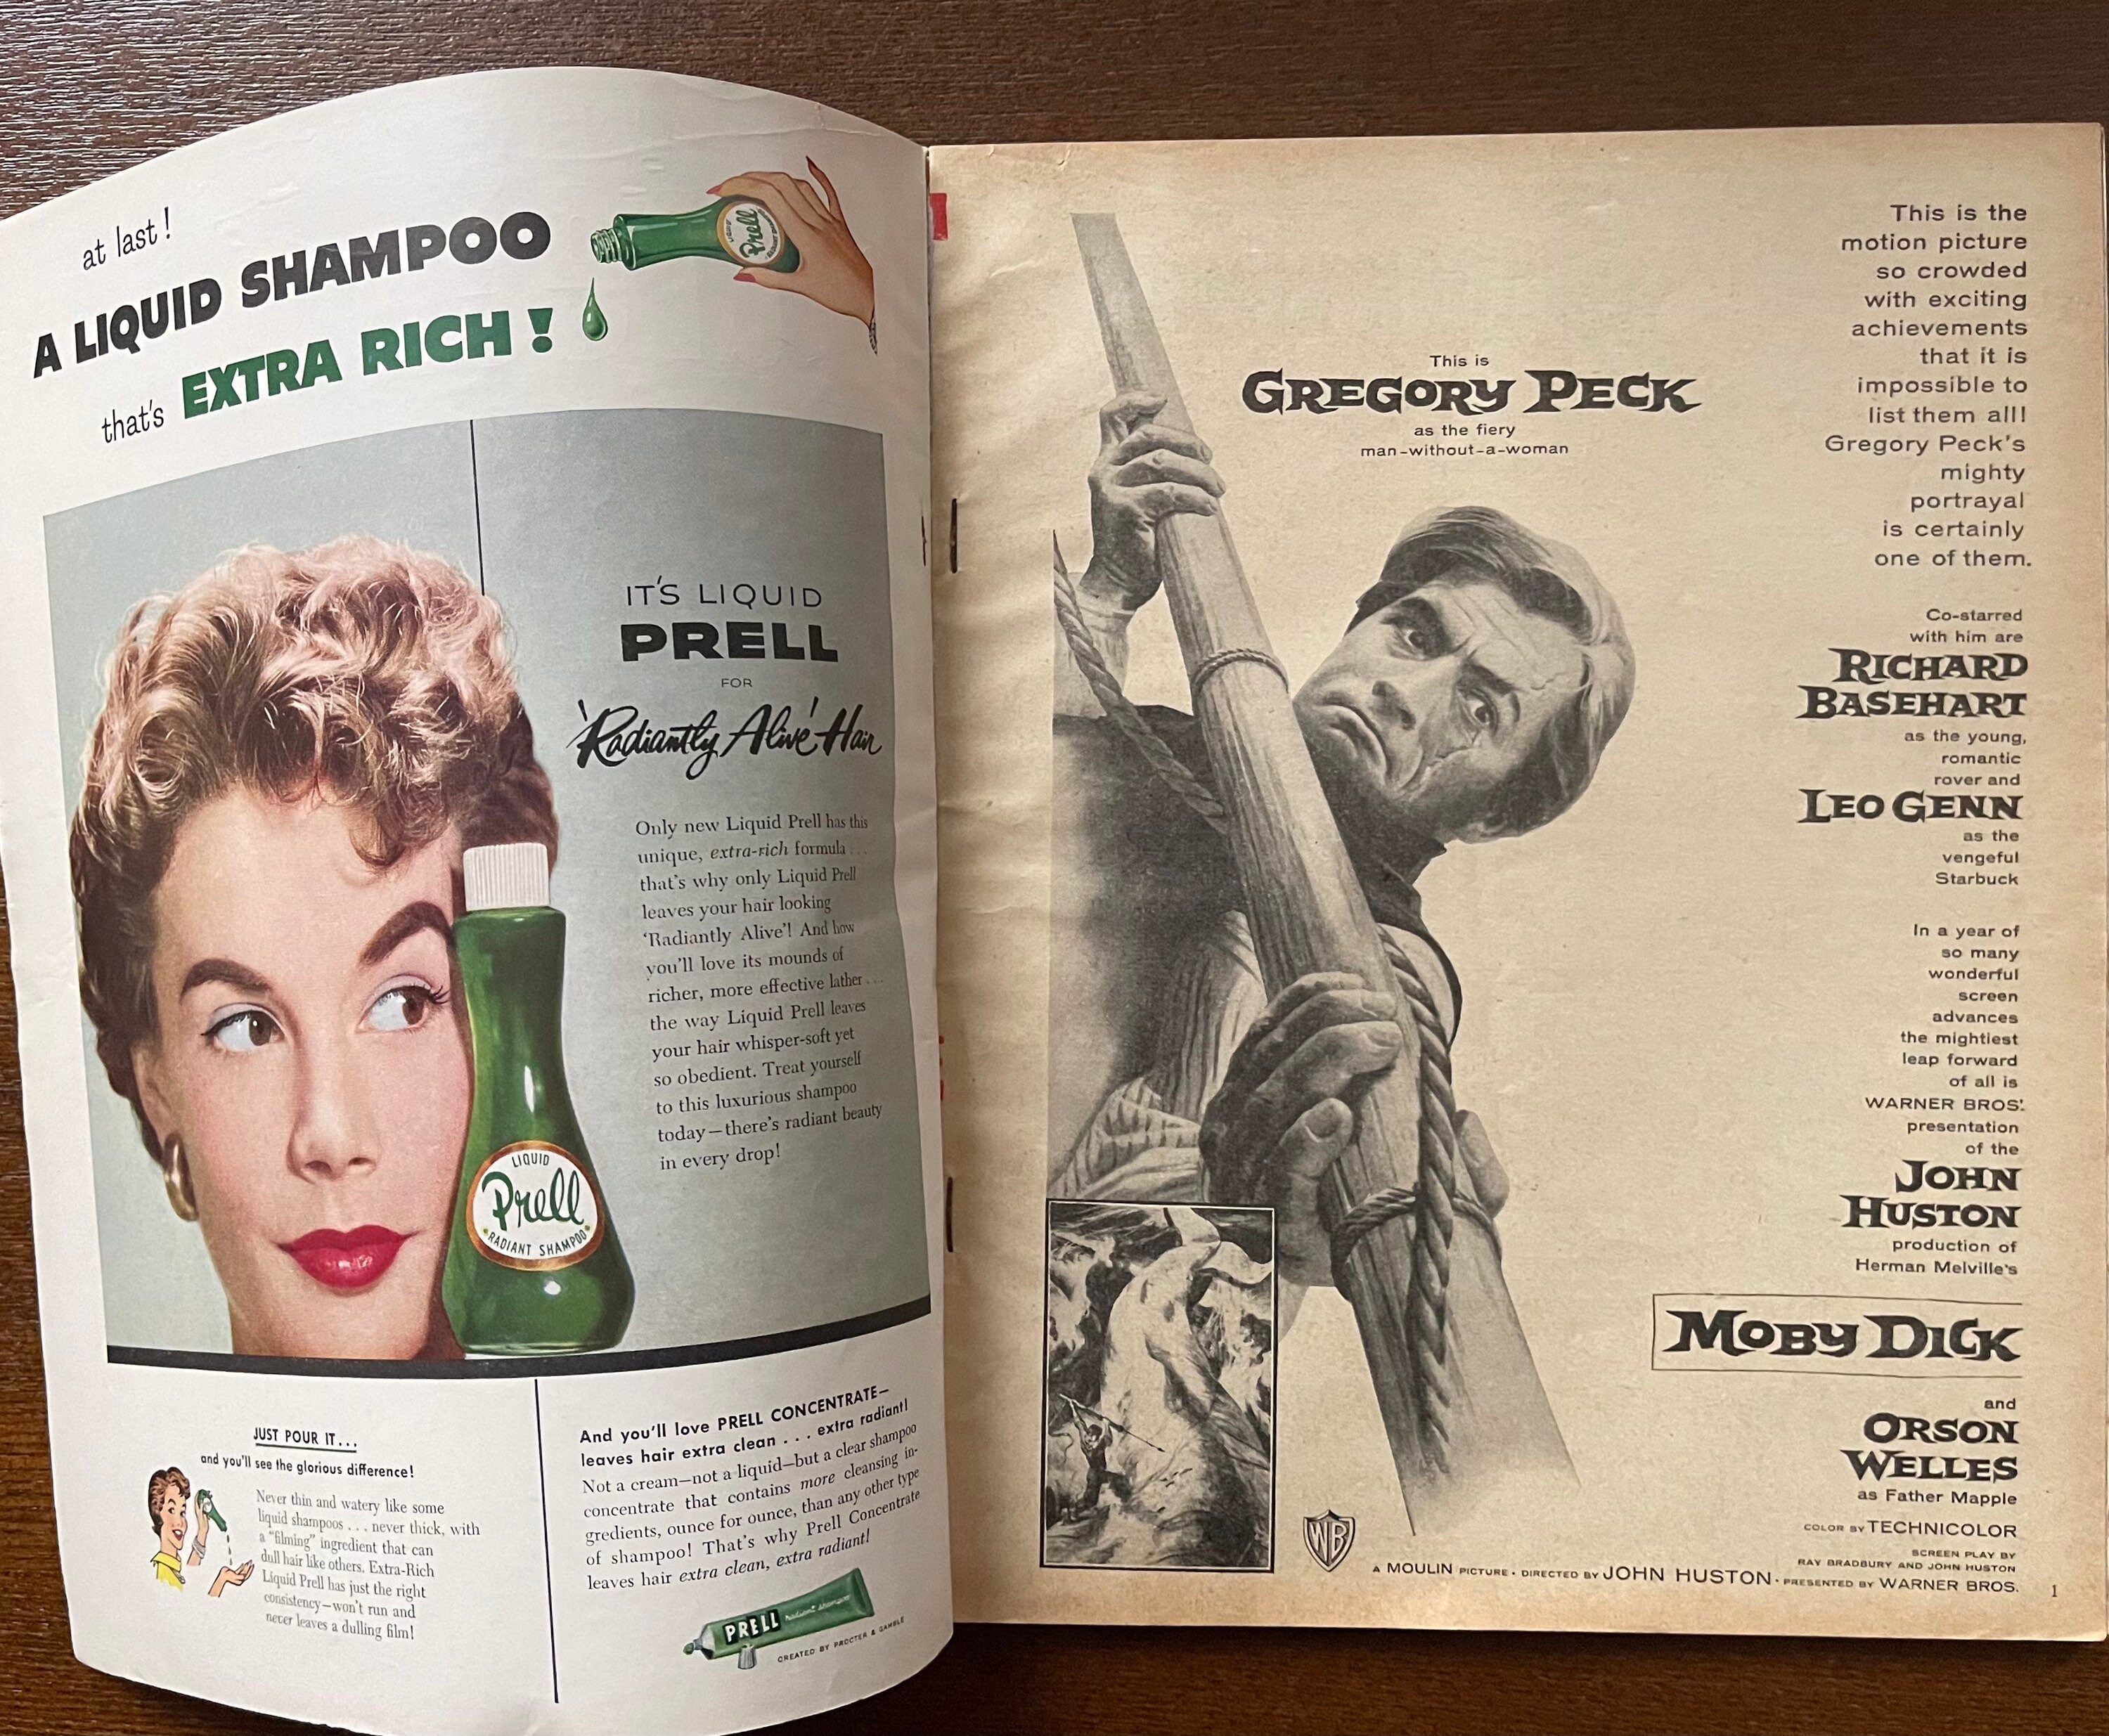 at last!
A LIQUID SHAMPOO
that's EXTRA RICH!
LIQUID
Prell
RADIANT SHAMPOO
IT'S LIQUID
PRELL
FOR
'Radiantly Alive' Hair
Only new Liquid Prell has this
unique, extra-rich formula . . .
that's why only Liquid Prell
leaves your hair looking
'Radiantly Alive'! And how
you'll love its mounds of
richer, more effective lather . . .
the way Liquid Prell leaves
your hair whisper-soft yet
so obedient. Treat yourself
to this luxurious shampoo
today—there's radiant beauty
in every drop!
LIQUID
Prell
RADIANT SHAMPOO
JUST POUR IT...
and you'll see the glorious difference!
Never thin and watery like some
liquid shampoos . . . never thick, with
a "filming" ingredient that can
dull hair like others. Extra-Rich
Liquid Prell has just the right
consistency—won't run and
never leaves a dulling film!
And you'll love PRELL CONCENTRATE—
leaves hair extra clean . . . extra radiant!
Not a cream—not a liquid—but a clear shampoo
concentrate that contains more cleansing in-
gredients, ounce for ounce, than any other type
of shampoo! That's why Prell Concentrate
leaves hair extra clean, extra radiant!
PRELL radiant shampoo
CREATED BY PROCTER & GAMBLE
This is
GREGORY PECK
as the fiery
man-without-a-woman
This is the
motion picture
so crowded
with exciting
achievements
that it is
impossible to
list them all!
Gregory Peck's
mighty
portrayal
is certainly
one of them.
Co-starred
with him are
RICHARD
BASEHART
as the young,
romantic
rover and
LEO GENN
as the
vengeful
Starbuck
In a year of
so many
wonderful
screen
advances
the mightiest
leap forward
of all is
WARNER BROS'.
presentation
of the
JOHN
HUSTON
production of
Herman Melville's
MOBY DICK
and
ORSON
WELLES
as Father Mapple
COLOR BY TECHNICOLOR
SCREEN PLAY BY
RAY BRADBURY AND JOHN HUSTON
WB
A MOULIN PICTURE • DIRECTED BY JOHN HUSTON • PRESENTED BY WARNER BROS.
1